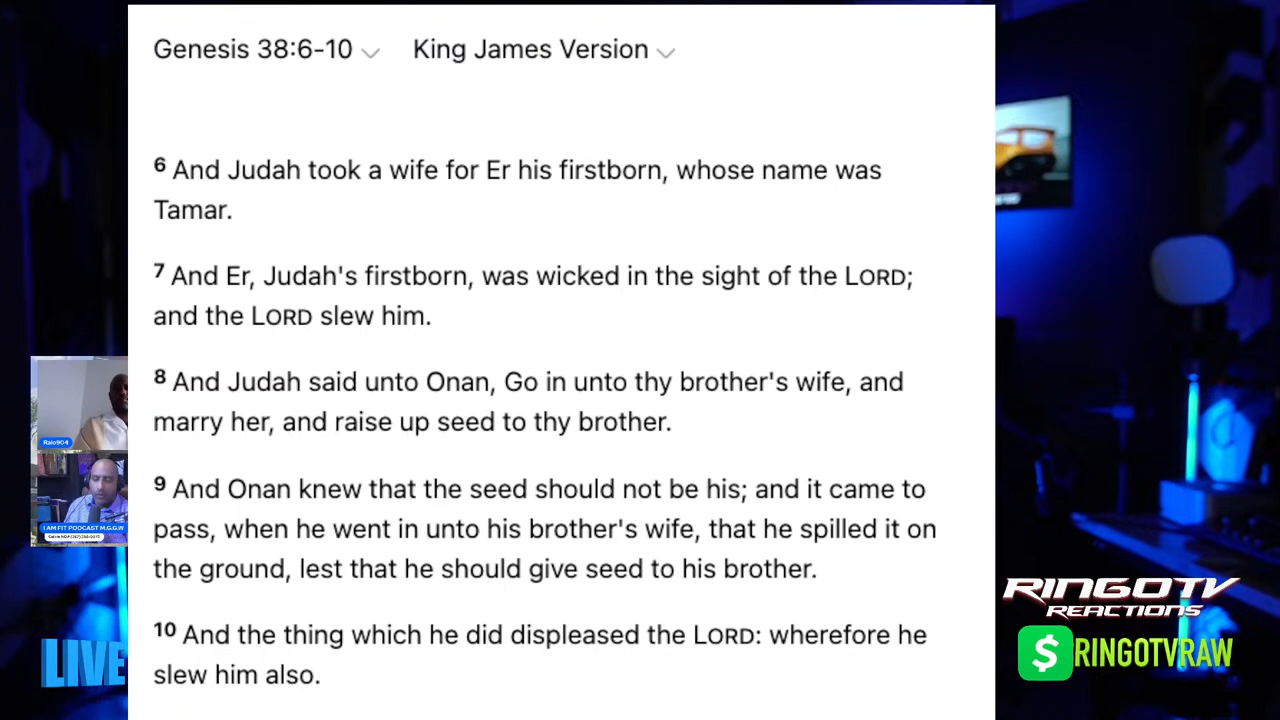 Genesis 38:6-10 King James Version
6 And Judah took a wife for Er his firstborn, whose name was
Tamar.
7 And Er, Judah's firstborn, was wicked in the sight of the LORD;
and the LORD slew him.
8 And Judah said unto Onan, Go in unto thy brother's wife, and
marry her, and raise up seed to thy brother.
9 And Onan knew that the seed should not be his; and it came to
pass, when he went in unto his brother's wife, that he spilled it on
the ground, lest that he should give seed to his brother.
10 And the thing which he did displeased the LORD: wherefore he
slew him also.
Ralo904
I AM FIT PODCAST M.G.G.W
LIVE
RINGOTV
REACTIONS
$RINGOTVRAW